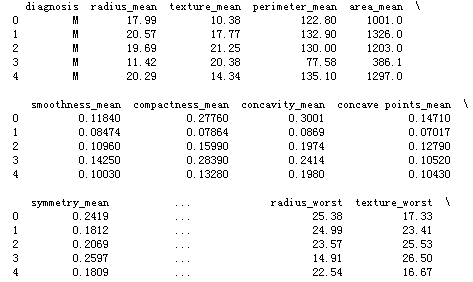 diagnosis radius_mean texture_mean perimeter_mean area_mean \
0 M 17.99 10.38 122.80 1001.0
1 M 20.57 17.77 132.90 1326.0
2 M 19.69 21.25 130.00 1203.0
3 M 11.42 20.38 77.58 386.1
4 M 20.29 14.34 135.10 1297.0
smoothness_mean compactness_mean concavity_mean concave points_mean \
0 0.11840 0.27760 0.3001 0.14710
1 0.08474 0.07864 0.0869 0.07017
2 0.10960 0.15990 0.1974 0.12790
3 0.14250 0.28390 0.2414 0.10520
4 0.10030 0.13280 0.1980 0.10430
symmetry_mean ... radius_worst texture_worst \
0 0.2419 ... 25.38 17.33
1 0.1812 ... 24.99 23.41
2 0.2069 ... 23.57 25.53
3 0.2597 ... 14.91 26.50
4 0.1809 ... 22.54 16.67